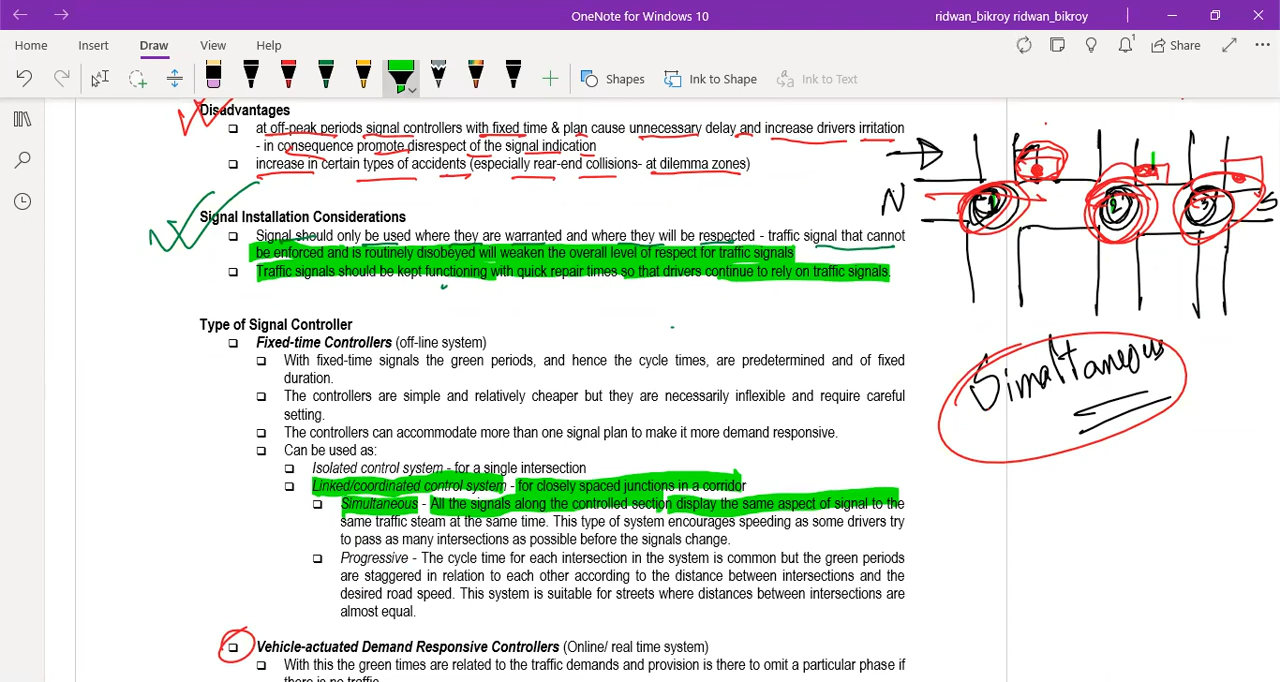 OneNote for Windows 10
ridwan_bikroy ridwan_bikroy
Home Insert Draw View Help
Share
Shapes Ink to Shape Ink to Text
Disadvantages
at off-peak periods signal controllers with fixed time & plan cause unnecessary delay and increase drivers irritation
- in consequence promote disrespect of the signal indication
increase in certain types of accidents (especially rear-end collisions- at dilemma zones)
Signal Installation Considerations
Signal should only be used where they are warranted and where they will be respected - traffic signal that cannot
be enforced and is routinely disobeyed will weaken the overall level of respect for traffic signals
Traffic signals should be kept functioning with quick repair times so that drivers continue to rely on traffic signals.
Type of Signal Controller
Fixed-time Controllers (off-line system)
With fixed-time signals the green periods, and hence the cycle times, are predetermined and of fixed
duration.
The controllers are simple and relatively cheaper but they are necessarily inflexible and require careful
setting.
The controllers can accommodate more than one signal plan to make it more demand responsive.
Can be used as:
Isolated control system - for a single intersection
Linked/coordinated control system - for closely spaced junctions in a corridor
Simultaneous - All the signals along the controlled section display the same aspect of signal to the
same traffic steam at the same time. This type of system encourages speeding as some drivers try
to pass as many intersections as possible before the signals change.
Progressive - The cycle time for each intersection in the system is common but the green periods
are staggered in relation to each other according to the distance between intersections and the
desired road speed. This system is suitable for streets where distances between intersections are
almost equal.
Vehicle-actuated Demand Responsive Controllers (Online/ real time system)
With this the green times are related to the traffic demands and provision is there to omit a particular phase if
there is no traffic
N 1 2 3 S
Simaltaneous